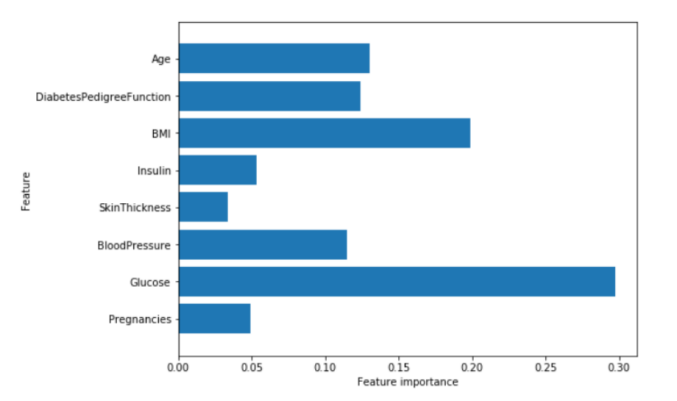 Age
DiabetesPedigreeFunction
BMI
Insulin
SkinThickness
BloodPressure
Glucose
Pregnancies
Feature
0.00 0.05 0.10 0.15 0.20 0.25 0.30
Feature importance